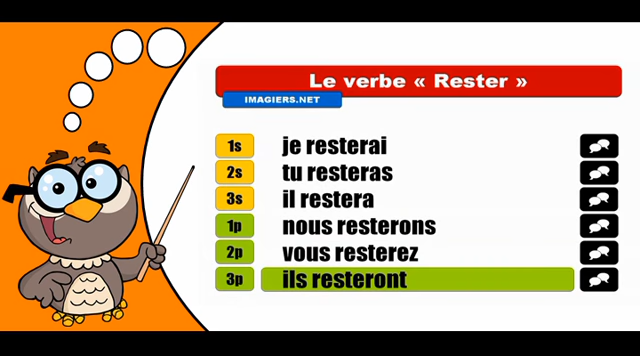 Le verbe « Rester »
IMAGIERS.NET
1s je resterai
2s tu resteras
3s il restera
1p nous resterons
2p vous resterez
3p ils resteront